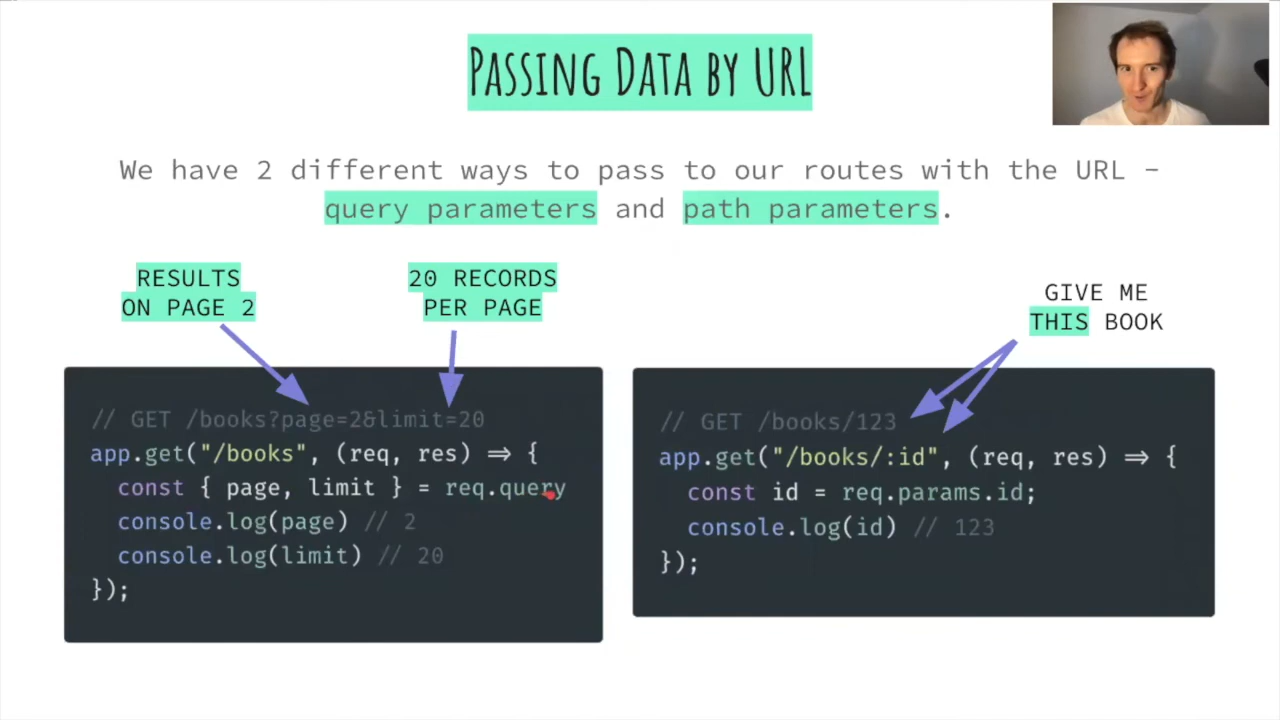 PASSING DATA BY URL
We have 2 different ways to pass to our routes with the URL -
query parameters and path parameters.
RESULTS
ON PAGE 2
20 RECORDS
PER PAGE
GIVE ME
THIS BOOK
// GET /books?page=2&limit=20
app.get("/books", (req, res) => {
const { page, limit } = req.query
console.log(page) // 2
console.log(limit) // 20
});
// GET /books/123
app.get("/books/:id", (req, res) => {
const id = req.params.id;
console.log(id) // 123
});